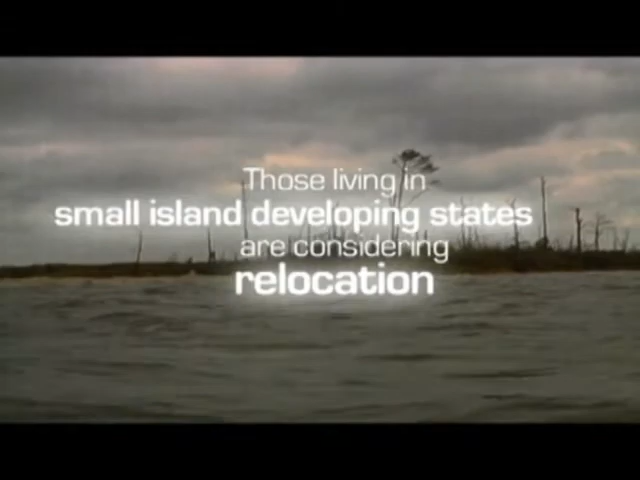 Those living in
small island developing states
are considering
relocation